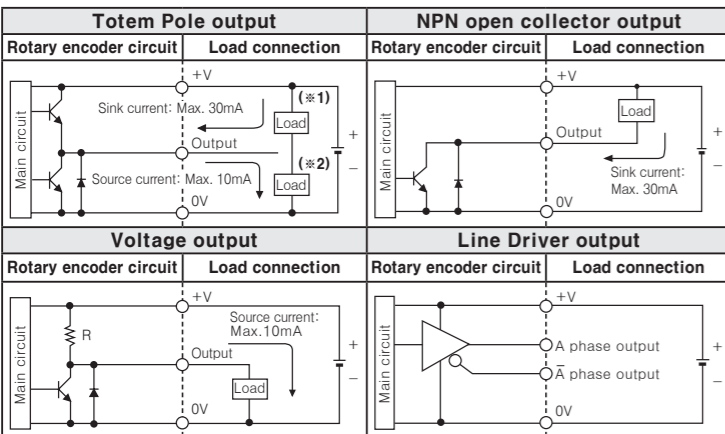 Totem Pole output
Rotary encoder circuit
Load connection
Main circuit
+V
(※1)
Sink current: Max. 30mA
Load
Output
(※2)
Source current: Max. 10mA
Load
0V
+
−
NPN open collector output
Rotary encoder circuit
Load connection
Main circuit
+V
Load
Output
Sink current:
Max. 30mA
0V
+
−
Voltage output
Rotary encoder circuit
Load connection
Main circuit
+V
R
Source current:
Max.10mA
Output
Load
0V
+
−
Line Driver output
Rotary encoder circuit
Load connection
Main circuit
+V
A phase output
A̅ phase output
0V
+
−